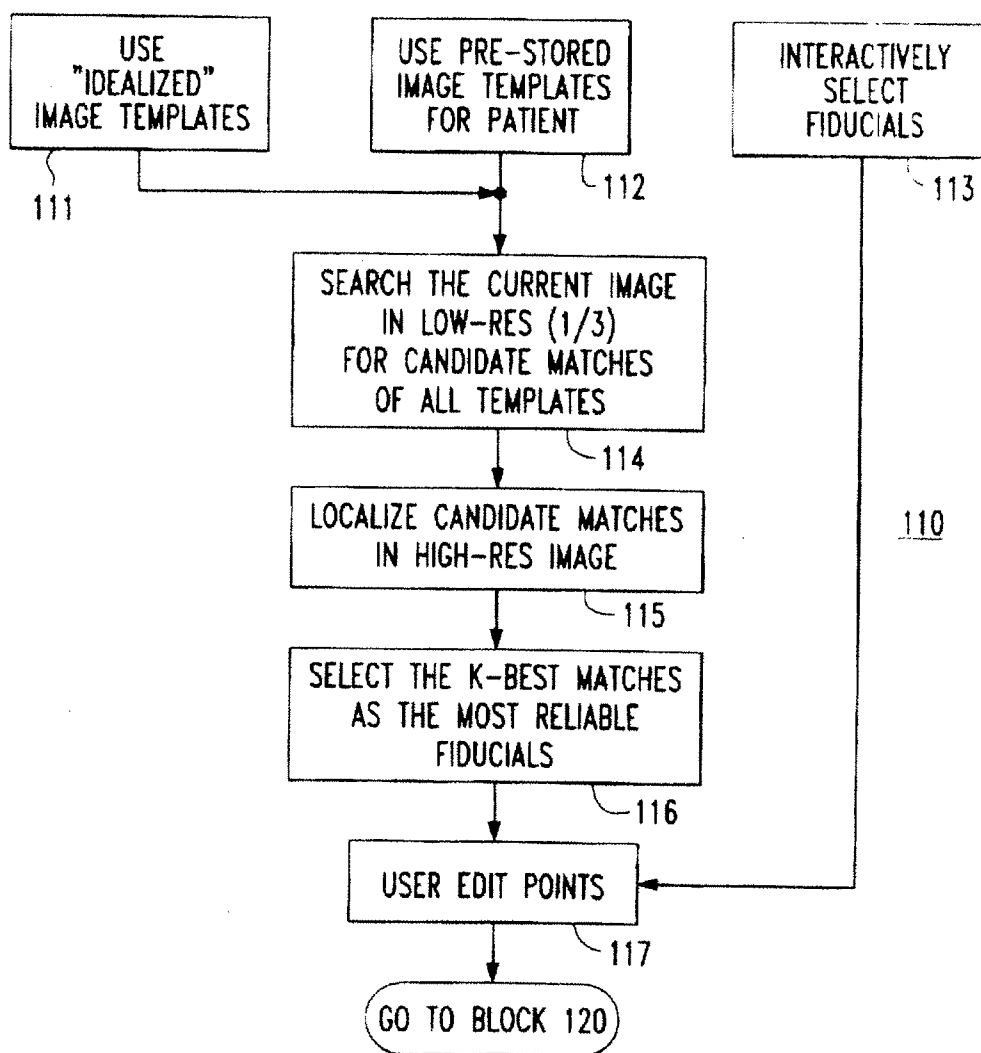 USE
"IDEALIZED"
IMAGE TEMPLATES
111
USE PRE-STORED
IMAGE TEMPLATES
FOR PATIENT
112
INTERACTIVELY
SELECT
FIDUCIALS
113
SEARCH THE CURRENT IMAGE
IN LOW-RES (1/3)
FOR CANDIDATE MATCHES
OF ALL TEMPLATES
114
LOCALIZE CANDIDATE MATCHES
IN HIGH-RES IMAGE
115
110
SELECT THE K-BEST MATCHES
AS THE MOST RELIABLE
FIDUCIALS
116
USER EDIT POINTS
117
GO TO BLOCK 120